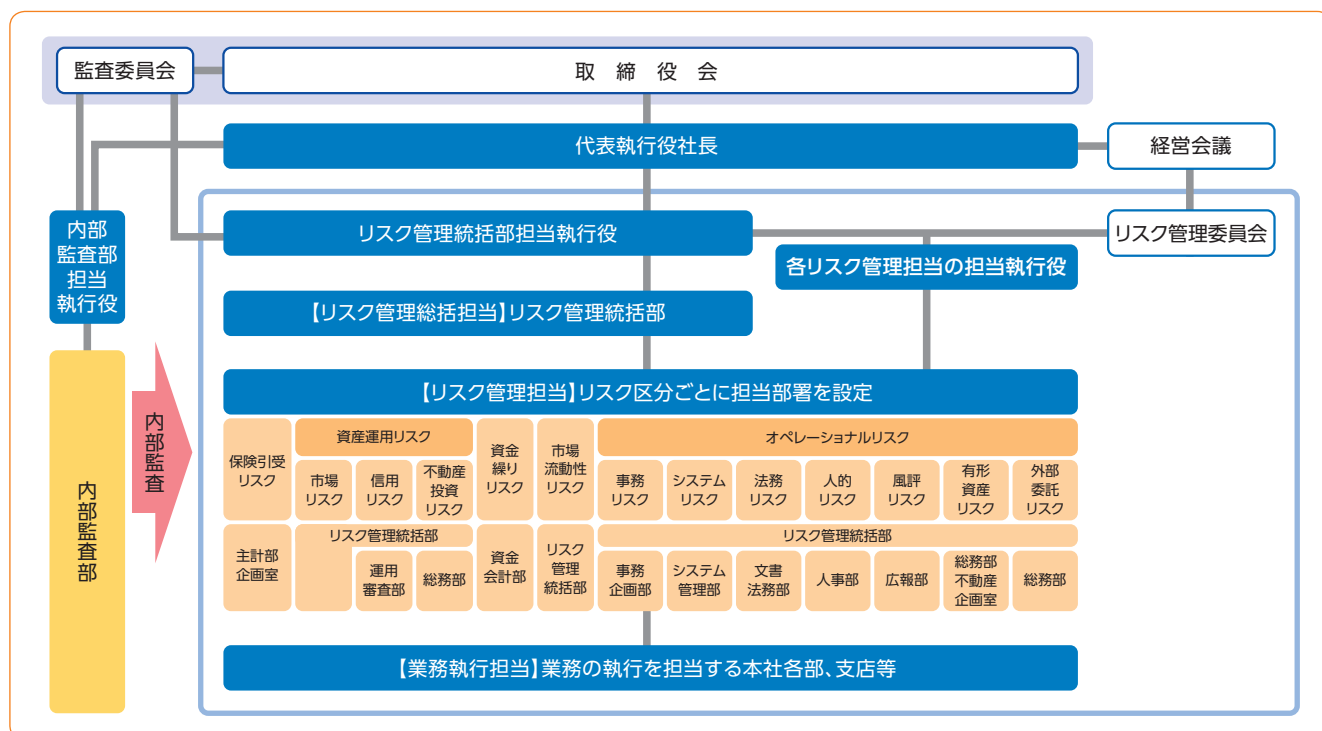 監査委員会
取締役会
代表執行役社長
経営会議
内部
監査部
担当
執行役
リスク管理統括部担当執行役
リスク管理委員会
各リスク管理担当の担当執行役
【リスク管理総括担当】リスク管理統括部
内部監査部
内部監査
【リスク管理担当】リスク区分ごとに担当部署を設定
保険引受
リスク
資産運用リスク
市場
リスク
信用
リスク
不動産
投資
リスク
資金
繰り
リスク
市場
流動性
リスク
オペレーショナルリスク
事務
リスク
システム
リスク
法務
リスク
人的
リスク
風評
リスク
有形
資産
リスク
外部
委託
リスク
主計部
企画室
リスク管理統括部
運用
審査部
総務部
資金
会計部
リスク
管理
統括部
リスク管理統括部
事務
企画部
システム
管理部
文書
法務部
人事部
広報部
総務部
不動産
企画室
総務部
【業務執行担当】業務の執行を担当する本社各部、支店等